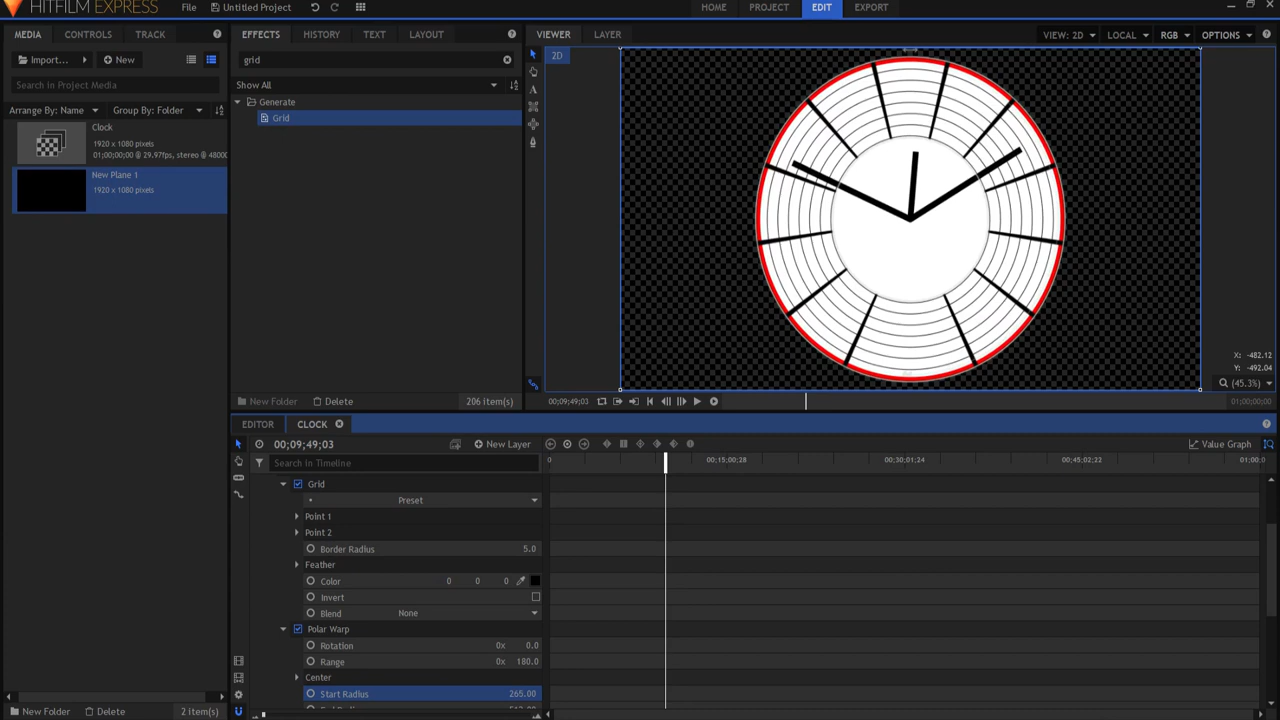 HITFILM EXPRESS
File
Untitled Project
HOME
PROJECT
EDIT
EXPORT
MEDIA
CONTROLS
TRACK
EFFECTS
HISTORY
TEXT
LAYOUT
VIEWER
LAYER
VIEW: 2D
LOCAL
RGB
OPTIONS
Import...
New
grid
2D
Search in Project Media
Show All
Arrange By: Name
Group By: Folder
Generate
Grid
Clock
1920 x 1080 pixels
01;00;00;00 @ 29.97fps, stereo @ 48000
New Plane 1
1920 x 1080 pixels
X: -482.12
Y: -492.04
(45.3%)
New Folder
Delete
206 item(s)
00;09;49;03
01;00;00;00
EDITOR
CLOCK
00;09;49;03
New Layer
Value Graph
Search in Timeline
0
00;15;00;28
00;30;01;24
00;45;02;22
01;00;0
Grid
Preset
Point 1
Point 2
Border Radius
5.0
Feather
Color
0 0 0
Invert
Blend
None
Polar Warp
Rotation
0x 0.0
Range
0x 180.0
Center
Start Radius
265.00
New Folder
Delete
2 item(s)